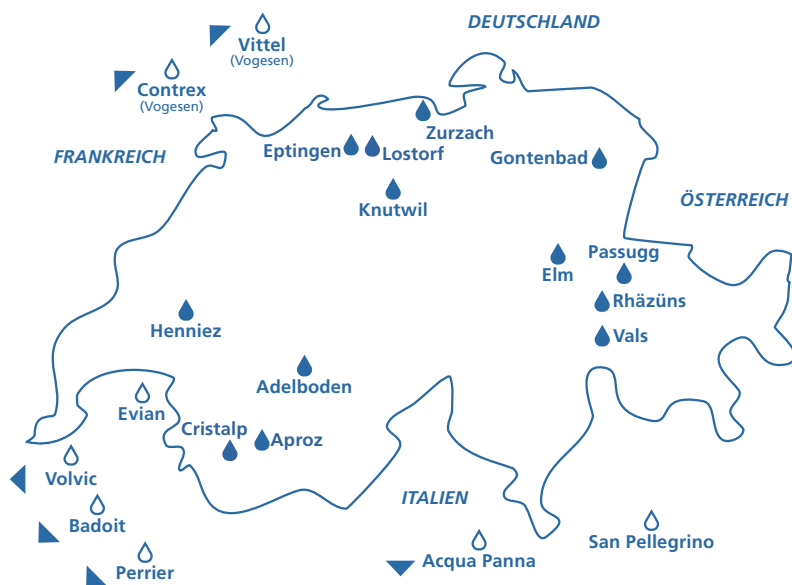 DEUTSCHLAND
Vittel
(Vogesen)
Contrex
(Vogesen)
Zurzach
FRANKREICH
Eptingen
Lostorf
Gontenbad
Knutwil
ÖSTERREICH
Passugg
Elm
Rhäzüns
Henniez
Vals
Adelboden
Evian
Cristalp
Aproz
Volvic
ITALIEN
Badoit
San Pellegrino
Acqua Panna
Perrier